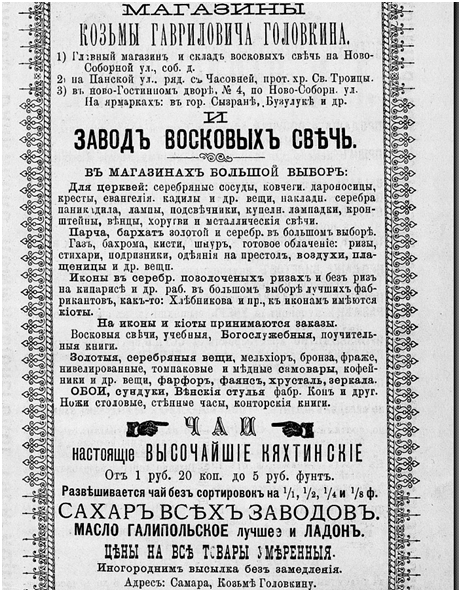 МАГАЗИНЫ
КОЗЬМЫ ГАВРИЛОВИЧА ГОЛОВКИНА.
1) Главный магазин и складъ восковыхъ свѣчь на Ново-
Соборной ул., соб. д.
2) на Панской ул. ряд. съ Часовней, прот. хр. Св. Троицы.
3) въ ново-Гостинномъ дворѣ, № 4, по Ново-Соборн. ул.
На ярмаркахъ: въ гор. Сызранѣ, Бузулукѣ и др.
И
ЗАВОДЪ ВОСКОВЫХЪ СВѢЧЬ.
ВЪ МАГАЗИНАХЪ БОЛЬШОЙ ВЫБОРЪ:
Для церквей: серебряные сосуды, ковчеги, дароносицы,
кресты, евангелія, кадилы и др. вещи, накладн. серебра
паникадила, лампы, подсвѣчники, купели, лампадки, крон-
штейны, вѣнцы, хоругви и металлическія свѣчи.
Парча, бархатъ золотой и серебр. въ большомъ выборѣ.
Газъ, бахрома, кисти, шнуръ, готовое облаченіе: ризы,
стихари, подризники, одѣянія на престолъ, воздухи, пла-
щеницы и др. вещи.
Иконы въ серебр. позолоченыхъ ризахъ и безъ ризъ
на кипарисѣ и др. раб. въ большомъ выборѣ лучшихъ фаб-
рикантовъ, какъ-то: Хлѣбникова и пр., къ иконамъ имѣются
кіоты.
На иконы и кіоты принимаются заказы.
Восковыя свѣчи, учебныя, Богослужебныя, поучитель-
ныя книги.
Золотыя, серебряныя вещи, мельхіоръ, бронза, фраже,
нивелированные, томпаковые и мѣдные самовары, кофей-
ники и др. вещи, фарфоръ, фаянсъ, хрусталь, зеркала.
ОБОИ, сундуки, Вѣнскія стулья фабр. Конъ и друг.
Ножи столовые, стѣнные часы, конторскія книги.
ЧАИ
настоящіе ВЫСОЧАЙШІЕ КЯХТИНСКІЕ
Отъ 1 руб. 20 коп. до 5 руб. фунтъ.
Развѣшивается чай безъ сортировокъ на 1/1, 1/2, 1/4 и 1/8 ф.
САХАРЪ ВСѢХЪ ЗАВОДОВЪ.
МАСЛО ГАЛИПОЛЬСКОЕ лучшее и ЛАДОНЪ.
ЦѢНЫ НА ВСѢ ТОВАРЫ УМѢРЕННЫЯ.
Иногороднимъ высылка безъ замедленія.
Адресъ: Самара, Козьмѣ Головкину.